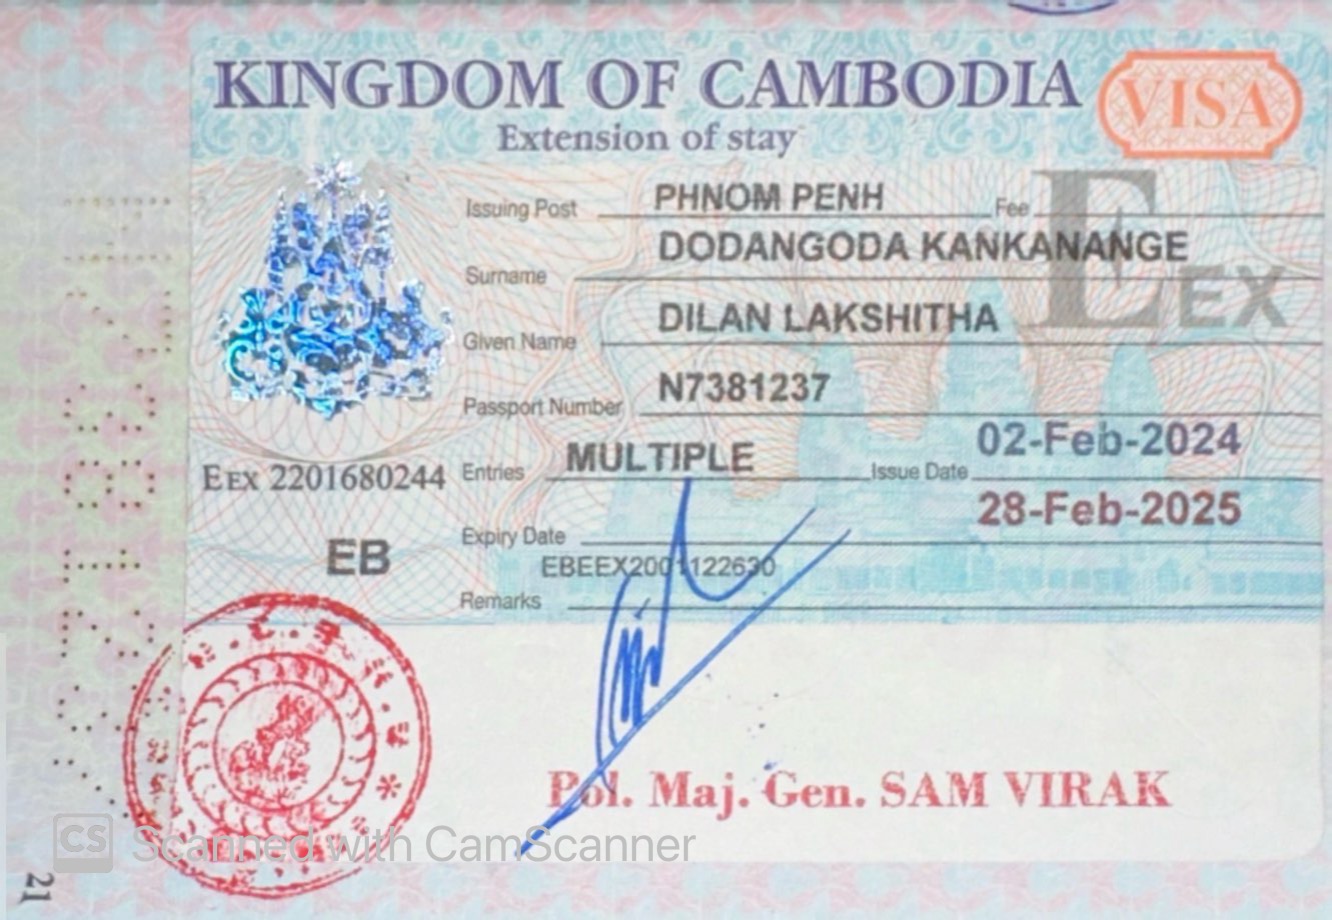 KINGDOM OF CAMBODIA
VISA
Extension of stay
Issuing Post PHNOM PENH Fee
Surname DODANGODA KANKANANGE
E EX
Given Name DILAN LAKSHITHA
Passport Number N7381237
Entries MULTIPLE Issue Date 02-Feb-2024
EEX 2201680244
Expiry Date 28-Feb-2025
EB
EBEEX2001122630
Remarks
Pol. Maj. Gen. SAM VIRAK
CS Scanned with CamScanner
21